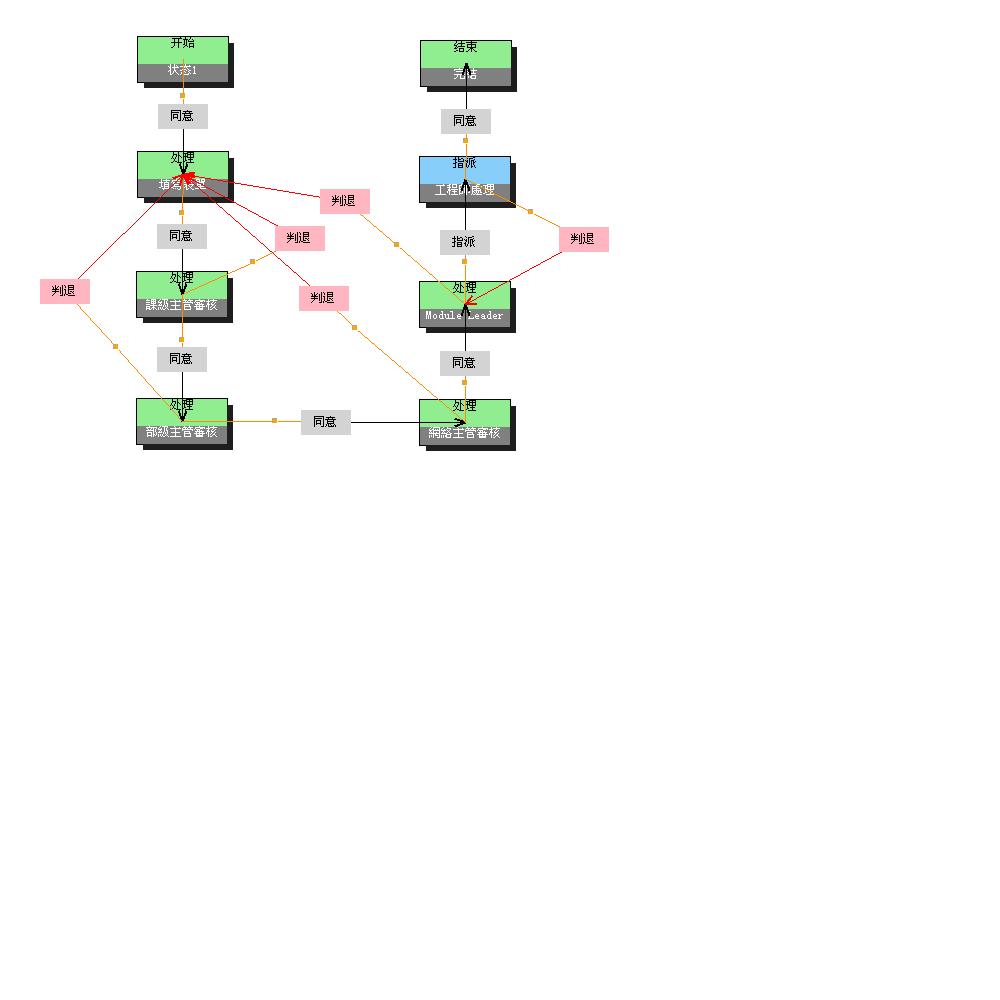 开始
状态1
同意
处理
填寫表單
同意
判退
判退
处理
課級主管審核
判退
判退
同意
处理
部級主管審核
同意
结束
完结
同意
指派
工程師處理
指派
判退
处理
Module Leader
同意
处理
網絡主管審核